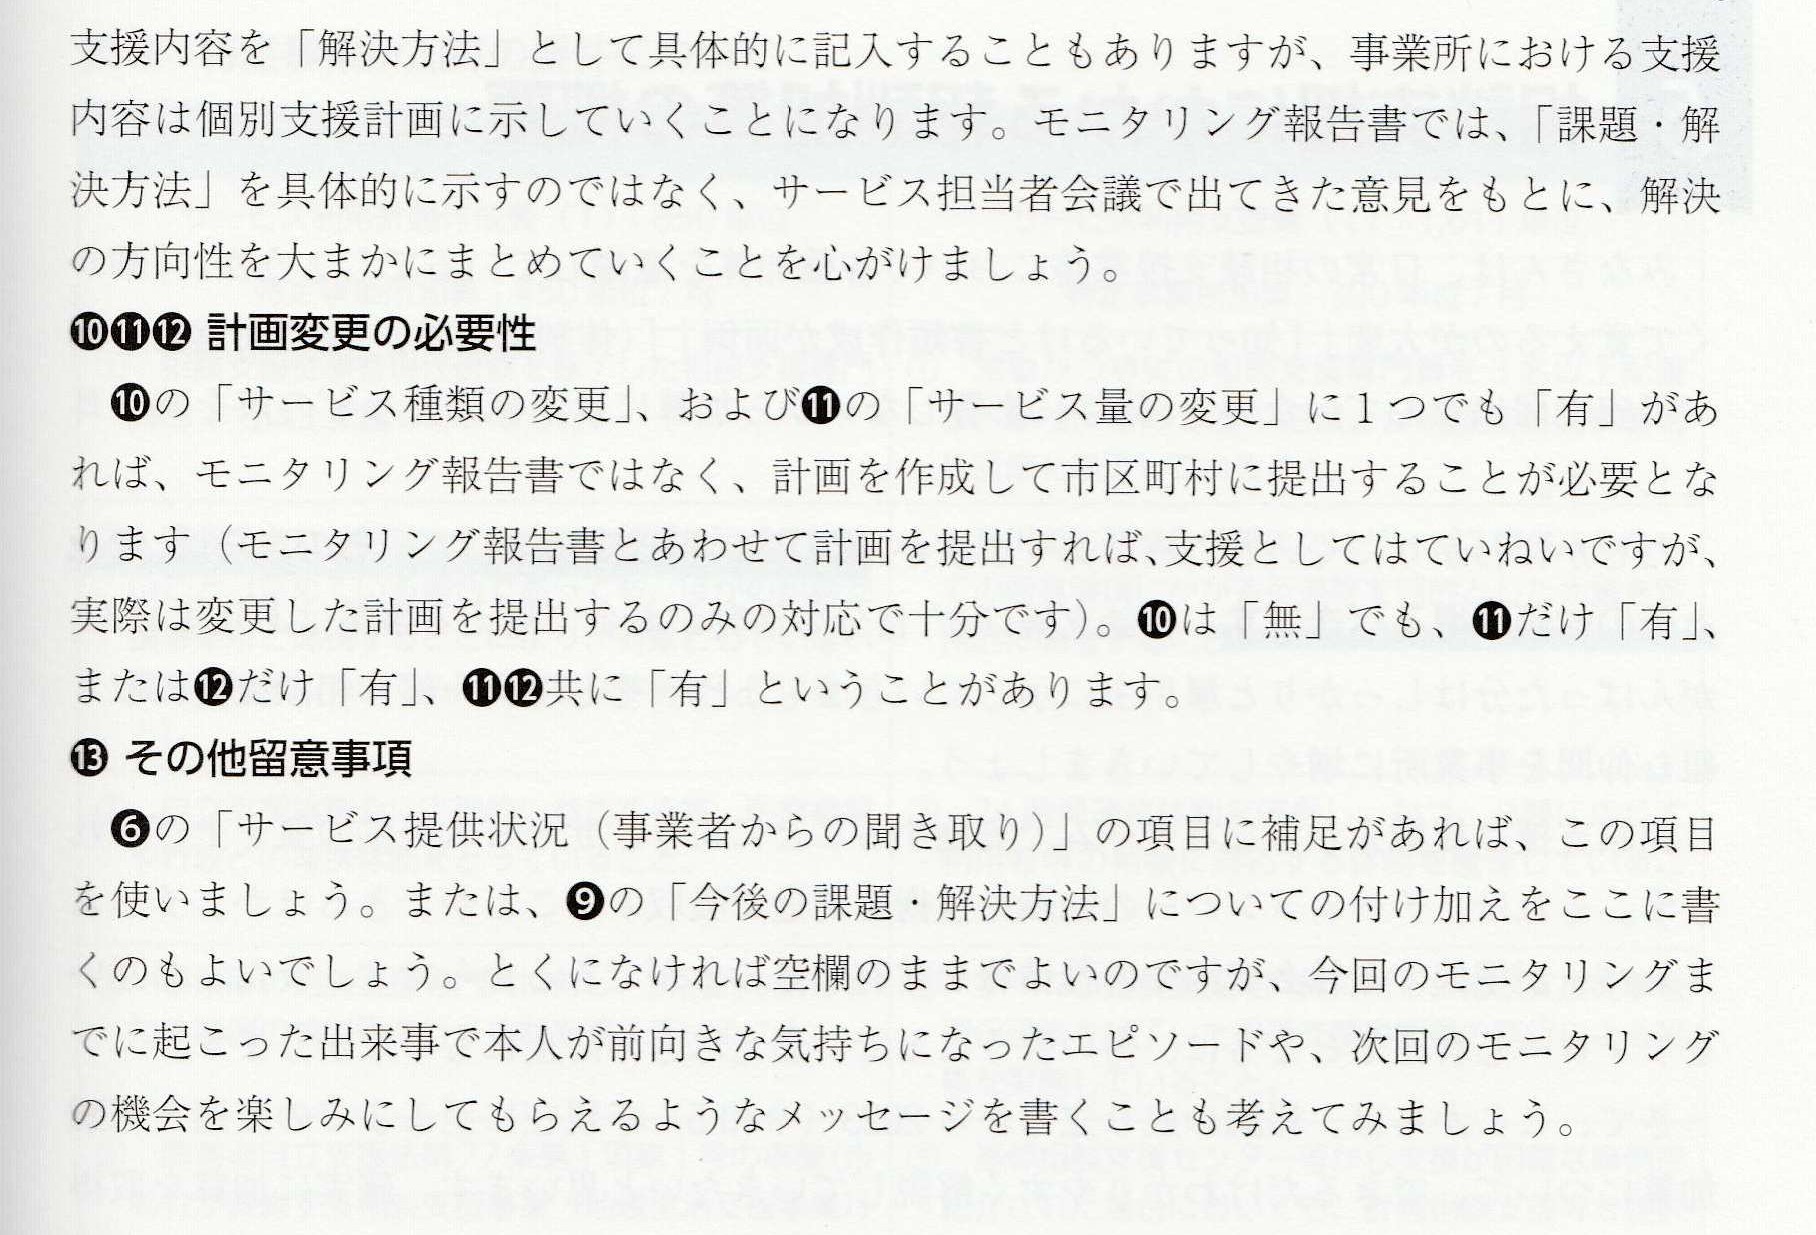 支援内容を「解決方法」として具体的に記入することもありますが、事業所における支援
内容は個別支援計画に示していくことになります。モニタリング報告書では、「課題・解
決方法」を具体的に示すのではなく、サービス担当者会議で出てきた意見をもとに、解決
の方向性を大まかにまとめていくことを心がけましょう。
⓾⓫⓬ 計画変更の必要性
❿の「サービス種類の変更」、および⓫の「サービス量の変更」に1つでも「有」があ
れば、モニタリング報告書ではなく、計画を作成して市区町村に提出することが必要とな
ります（モニタリング報告書とあわせて計画を提出すれば、支援としてはていねいですが、
実際は変更した計画を提出するのみの対応で十分です）。❿は「無」でも、⓫だけ「有」、
または⓬だけ「有」、⓫⓬共に「有」ということがあります。
⓭ その他留意事項
❻の「サービス提供状況（事業者からの聞き取り）」の項目に補足があれば、この項目
を使いましょう。または、❾の「今後の課題・解決方法」についての付け加えをここに書
くのもよいでしょう。とくになければ空欄のままでよいのですが、今回のモニタリングま
でに起こった出来事で本人が前向きな気持ちになったエピソードや、次回のモニタリング
の機会を楽しみにしてもらえるようなメッセージを書くことも考えてみましょう。